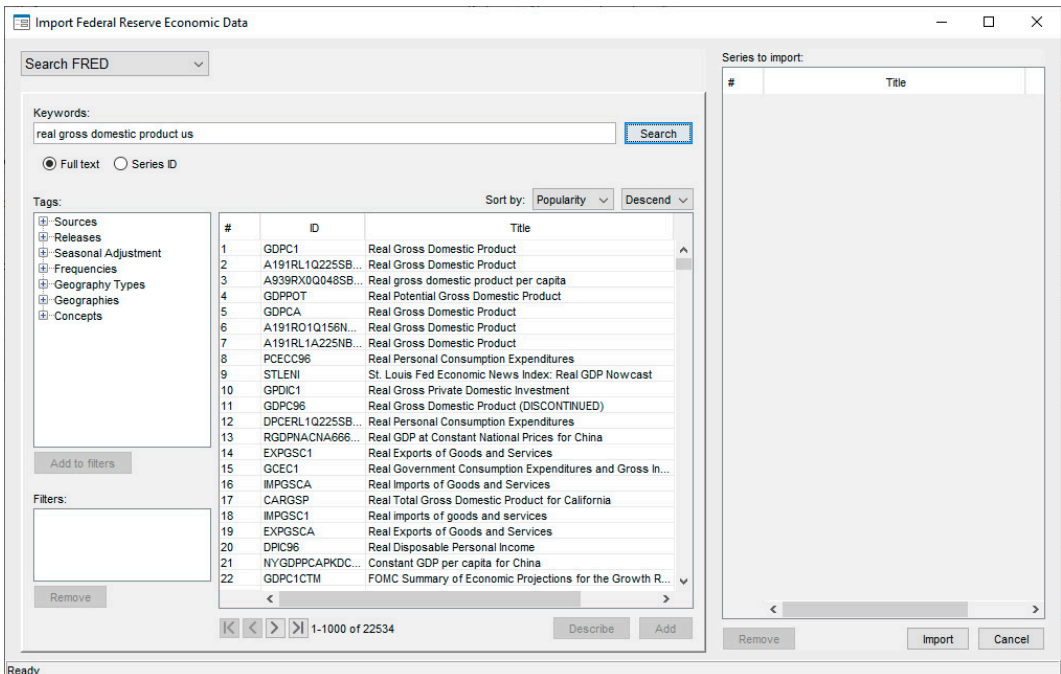 Import Federal Reserve Economic Data
Search FRED
Keywords:
real gross domestic product us
Search
Full text Series ID
Sort by: Popularity Descend
Tags:
Sources
Releases
Seasonal Adjustment
Frequencies
Geography Types
Geographies
Concepts
Add to filters
Filters:
Remove
# ID Title
1 GDPC1 Real Gross Domestic Product
2 A191RL1Q225SB... Real Gross Domestic Product
3 A939RX0Q048SB... Real gross domestic product per capita
4 GDPPOT Real Potential Gross Domestic Product
5 GDPCA Real Gross Domestic Product
6 A191RO1Q156N... Real Gross Domestic Product
7 A191RL1A225NB... Real Gross Domestic Product
8 PCECC96 Real Personal Consumption Expenditures
9 STLENI St. Louis Fed Economic News Index: Real GDP Nowcast
10 GPDIC1 Real Gross Private Domestic Investment
11 GDPC96 Real Gross Domestic Product (DISCONTINUED)
12 DPCERL1Q225SB... Real Personal Consumption Expenditures
13 RGDPNACNA666... Real GDP at Constant National Prices for China
14 EXPGSC1 Real Exports of Goods and Services
15 GCEC1 Real Government Consumption Expenditures and Gross In...
16 IMPGSCA Real Imports of Goods and Services
17 CARGSP Real Total Gross Domestic Product for California
18 IMPGSC1 Real imports of goods and services
19 EXPGSCA Real Exports of Goods and Services
20 DPIC96 Real Disposable Personal Income
21 NYGDPPCAPKDC... Constant GDP per capita for China
22 GDPC1CTM FOMC Summary of Economic Projections for the Growth R...
1-1000 of 22534
Describe Add
Series to import:
# Title
Remove Import Cancel
Ready